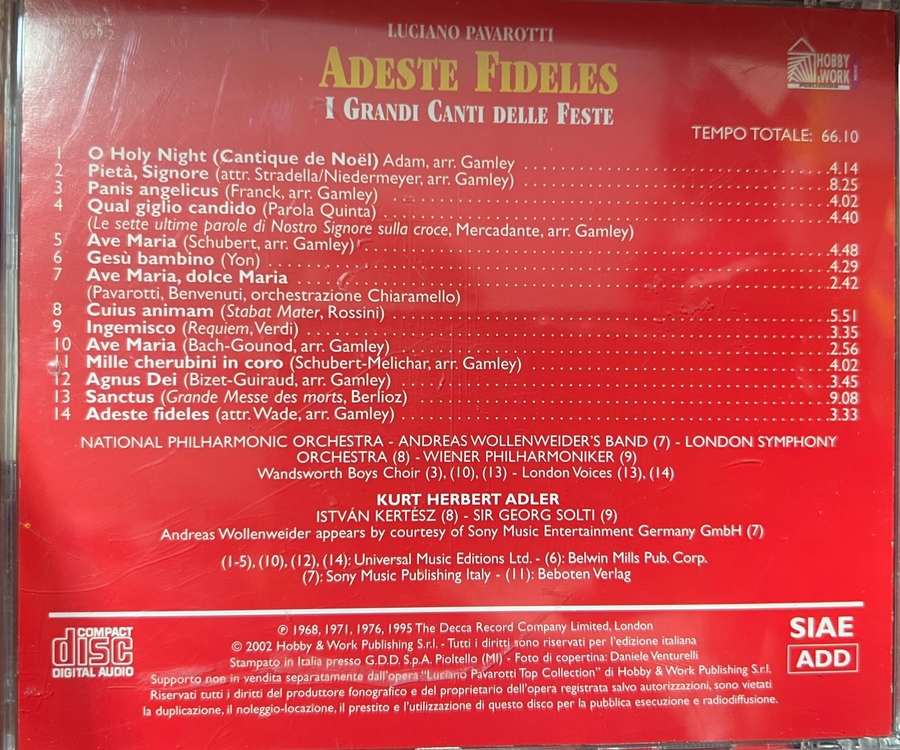 699-2
LUCIANO PAVAROTTI
ADESTE FIDELES
I GRANDI CANTI DELLE FESTE
HOBBY
& WORK
PUBLISHING
TEMPO TOTALE: 66.10
1 O Holy Night (Cantique de Noël) Adam, arr. Gamley 4.14
2 Pietà, Signore (attr. Stradella/Niedermeyer, arr. Gamley) 8.25
3 Panis angelicus (Franck, arr. Gamley) 4.02
4 Qual giglio candido (Parola Quinta) 4.40
(Le sette ultime parole di Nostro Signore sulla croce, Mercadante, arr. Gamley)
5 Ave Maria (Schubert, arr. Gamley) 4.48
6 Gesù bambino (Yon) 4.29
7 Ave Maria, dolce Maria 2.42
(Pavarotti, Benvenuti, orchestrazione Chiaramello)
8 Cuius animam (Stabat Mater, Rossini) 5.51
9 Ingemisco (Requiem, Verdi) 3.35
10 Ave Maria (Bach-Gounod, arr. Gamley) 2.56
11 Mille cherubini in coro (Schubert-Melichar, arr. Gamley) 4.02
12 Agnus Dei (Bizet-Guiraud, arr. Gamley) 3.45
13 Sanctus (Grande Messe des morts, Berlioz) 9.08
14 Adeste fideles (attr. Wade, arr. Gamley) 3.33
NATIONAL PHILHARMONIC ORCHESTRA - ANDREAS WOLLENWEIDER'S BAND (7) - LONDON SYMPHONY
ORCHESTRA (8) - WIENER PHILHARMONIKER (9)
Wandsworth Boys Choir (3), (10), (13) - London Voices (13), (14)
KURT HERBERT ADLER
ISTVÁN KERTÉSZ (8) - SIR GEORG SOLTI (9)
Andreas Wollenweider appears by courtesy of Sony Music Entertainment Germany GmbH (7)
(1-5), (10), (12), (14): Universal Music Editions Ltd. - (6): Belwin Mills Pub. Corp.
(7): Sony Music Publishing Italy - (11): Beboten Verlag
COMPACT
disc
DIGITAL AUDIO
℗ 1968, 1971, 1976, 1995 The Decca Record Company Limited, London
© 2002 Hobby & Work Publishing S.r.l. - Tutti i diritti sono riservati per l'edizione italiana
Stampato in Italia presso G.D.D. S.p.A. Pioltello (MI) - Foto di copertina: Daniele Venturelli
Supporto non in vendita separatamente dall'opera "Luciano Pavarotti Top Collection" di Hobby & Work Publishing S.r.l.
Riservati tutti i diritti del produttore fonografico e del proprietario dell'opera registrata salvo autorizzazioni, sono vietati
la duplicazione, il noleggio-locazione, il prestito e l'utilizzazione di questo disco per la pubblica esecuzione e radiodiffusione.
SIAE
ADD